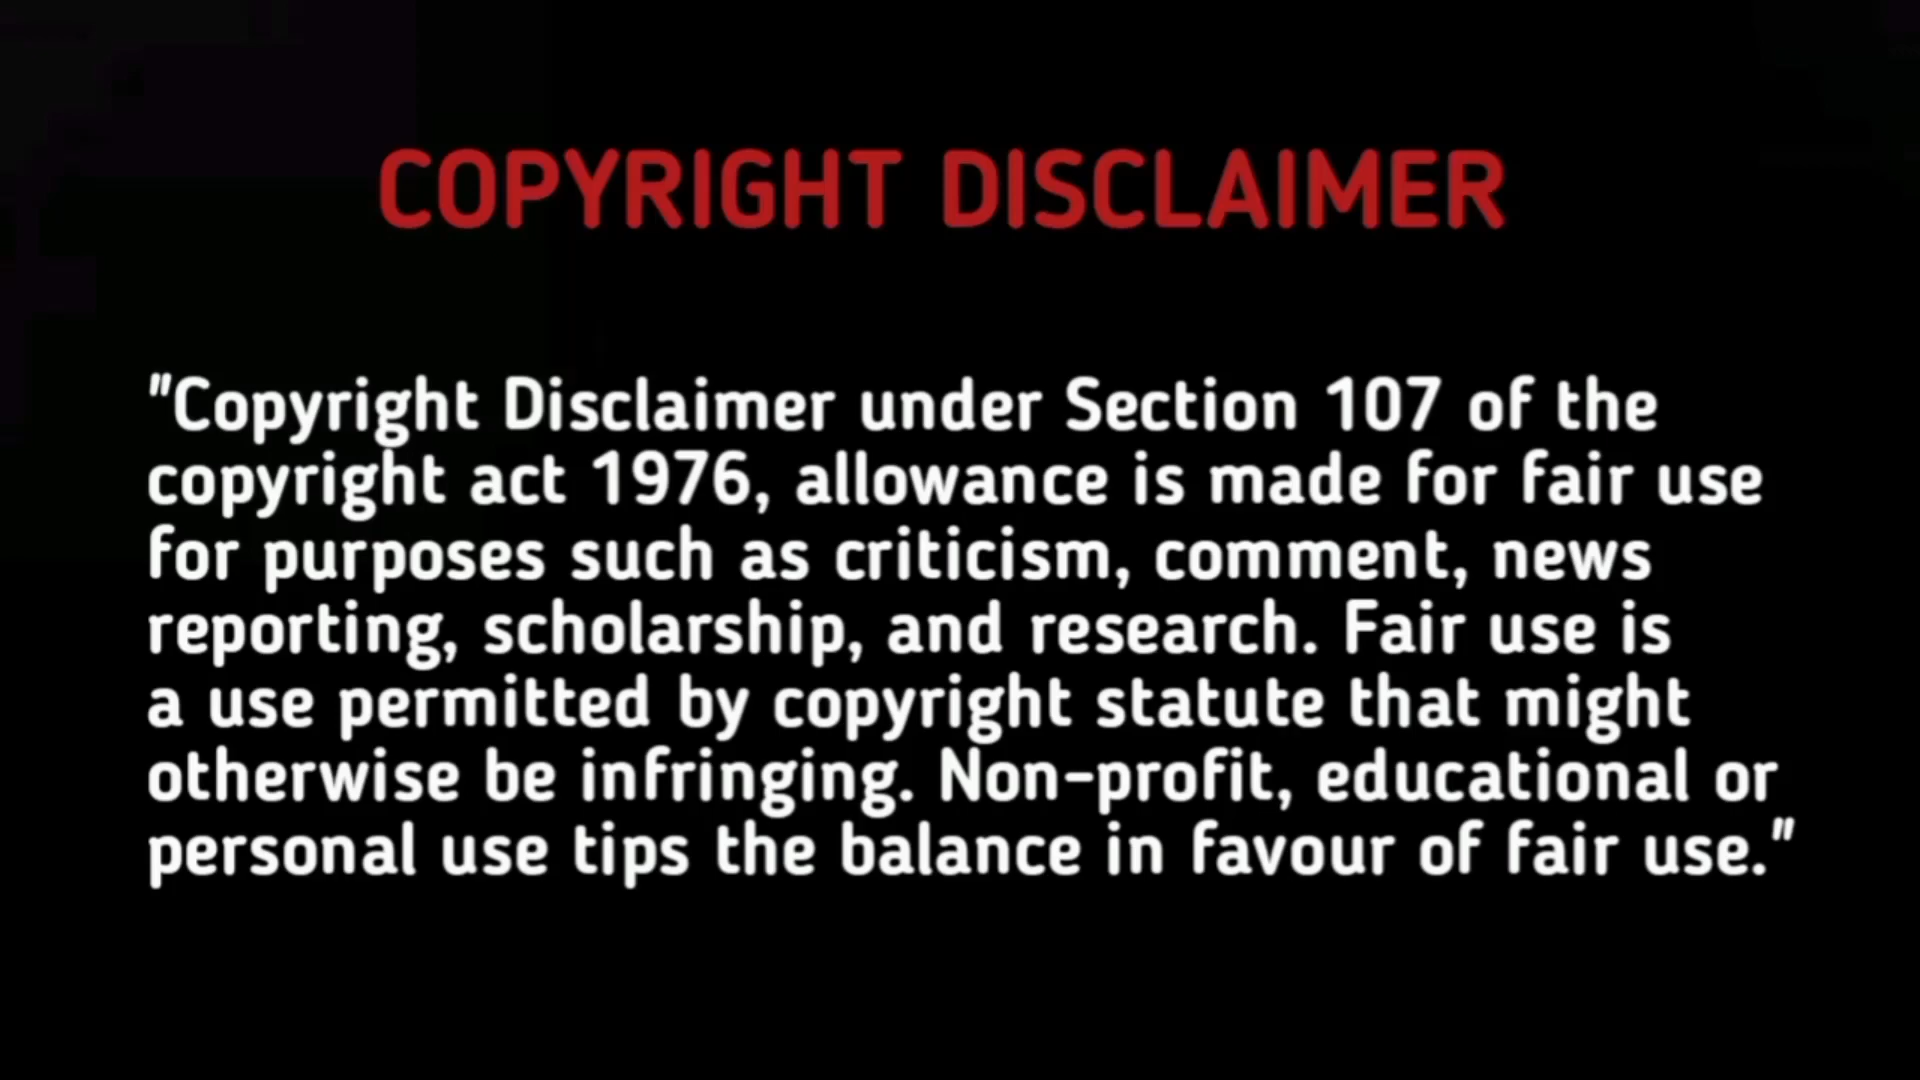 COPYRIGHT DISCLAIMER
"Copyright Disclaimer under Section 107 of the
copyright act 1976, allowance is made for fair use
for purposes such as criticism, comment, news
reporting, scholarship, and research. Fair use is
a use permitted by copyright statute that might
otherwise be infringing. Non-profit, educational or
personal use tips the balance in favour of fair use."